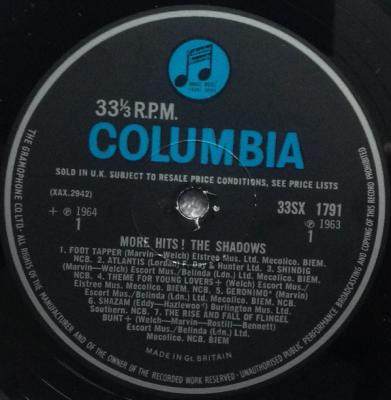 MAGIC NOTES
33⅓ R.P.M.
COLUMBIA
SOLD IN U.K. SUBJECT TO RESALE PRICE CONDITIONS, SEE PRICE LISTS
(XAX.2942)
33SX 1791
+ ℗ 1964
℗ 1963
1
1
MORE HITS! THE SHADOWS
1. FOOT TAPPER (Marvin-Welch) Elstree Mus. Ltd. Mecolico. BIEM.
NCB. 2. ATLANTIS (Lordan) F. Day & Hunter Ltd. 3. SHINDIG
(Marvin-Welch) Escort Mus./Belinda (Ldn.) Ltd. Mecolico. BIEM.
NCB. 4. THEME FOR YOUNG LOVERS+ (Welch) Escort Mus/
Elstree Mus. Mecolico. BIEM. NCB. 5. GERONIMO* (Marvin)
Escort Mus./Belinda (Ldn.) Ltd. Mecolico. BIEM. NCB.
6. SHAZAM (Eddy-Hazlewood) Burlington Mus. Ltd.
Southern. NCB. 7. THE RISE AND FALL OF FLINGEL
BUNT+ (Welch-Marvin-Rostill-Bennett)
Escort Mus./Belinda (Ldn.) Ltd.
Mecolico. NCB. BIEM
MADE IN Gt. BRITAIN
THE GRAMOPHONE CO. LTD. ALL RIGHTS OF THE MANUFACTURER AND OF THE OWNER OF THE RECORDED WORK RESERVED. UNAUTHORISED PUBLIC PERFORMANCE BROADCASTING AND COPYING OF THIS RECORD PROHIBITED